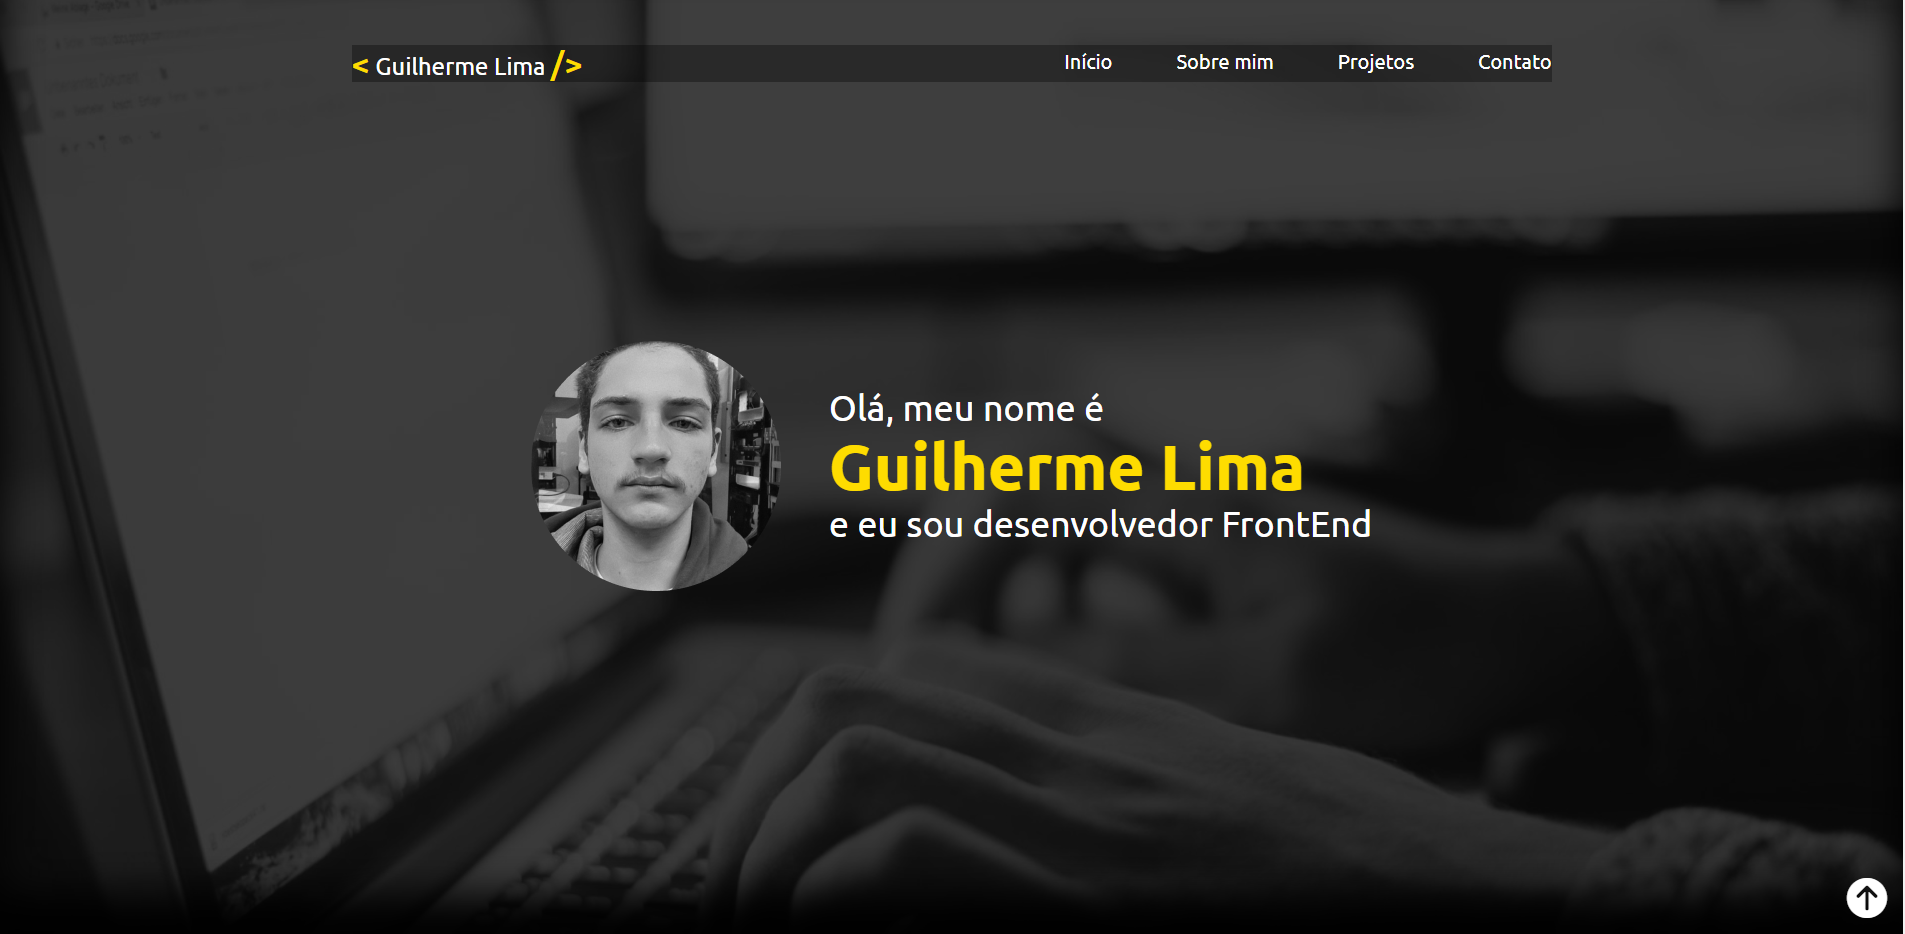 < Guilherme Lima />
Início
Sobre mim
Projetos
Contato
Olá, meu nome é
Guilherme Lima
e eu sou desenvolvedor FrontEnd